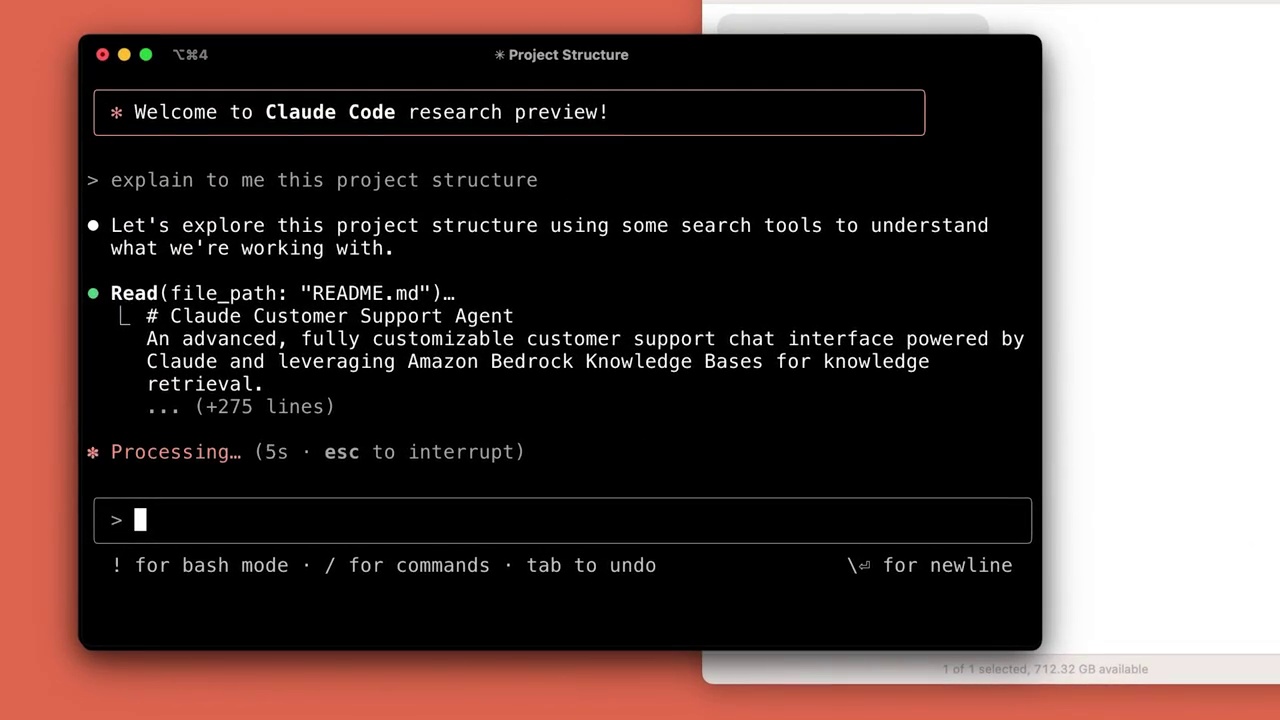 ⌥⌘4
✳ Project Structure
✻ Welcome to Claude Code research preview!
> explain to me this project structure
● Let's explore this project structure using some search tools to understand
what we're working with.
● Read(file_path: "README.md")…
⎿ # Claude Customer Support Agent
An advanced, fully customizable customer support chat interface powered by
Claude and leveraging Amazon Bedrock Knowledge Bases for knowledge
retrieval.
... (+275 lines)
✻ Processing… (5s · esc to interrupt)
>
! for bash mode · / for commands · tab to undo
\⏎ for newline
1 of 1 selected, 712.32 GB available